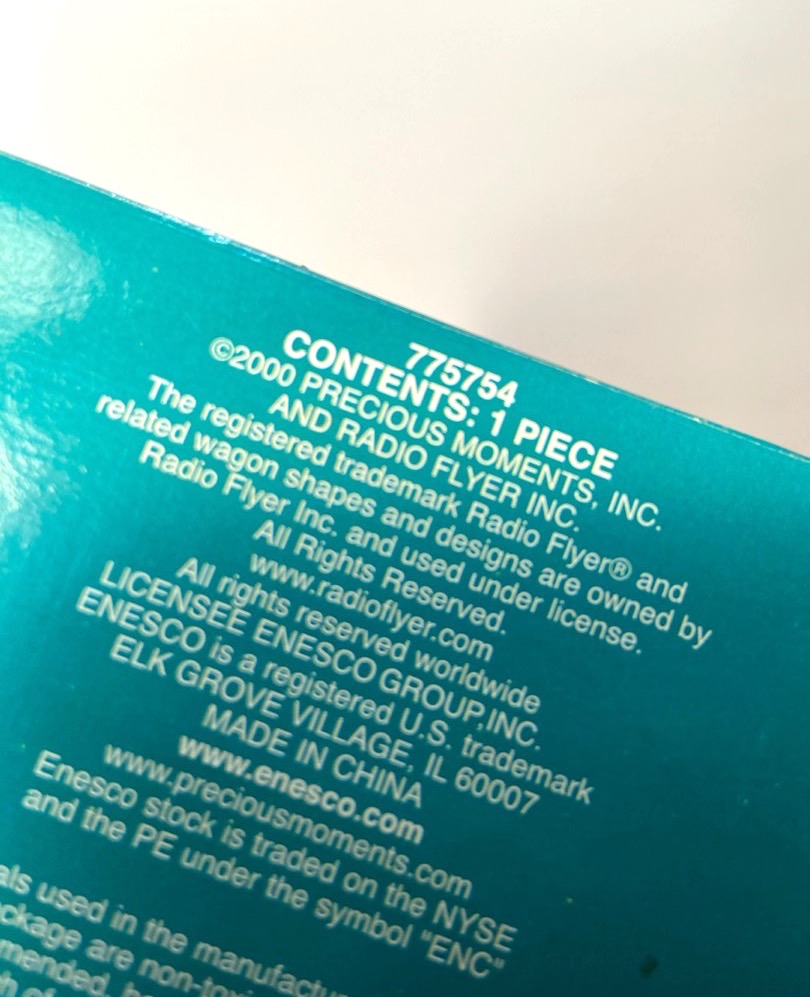 775754
CONTENTS: 1 PIECE
©2000 PRECIOUS MOMENTS, INC.
AND RADIO FLYER INC.
The registered trademark Radio Flyer® and
related wagon shapes and designs are owned by
Radio Flyer Inc. and used under license.
All Rights Reserved.
www.radioflyer.com
All rights reserved worldwide
LICENSEE ENESCO GROUP,INC.
ENESCO is a registered U.S. trademark
ELK GROVE VILLAGE, IL 60007
MADE IN CHINA
www.enesco.com
www.preciousmoments.com
Enesco stock is traded on the NYSE
and the PE under the symbol "ENC"
used in the
are